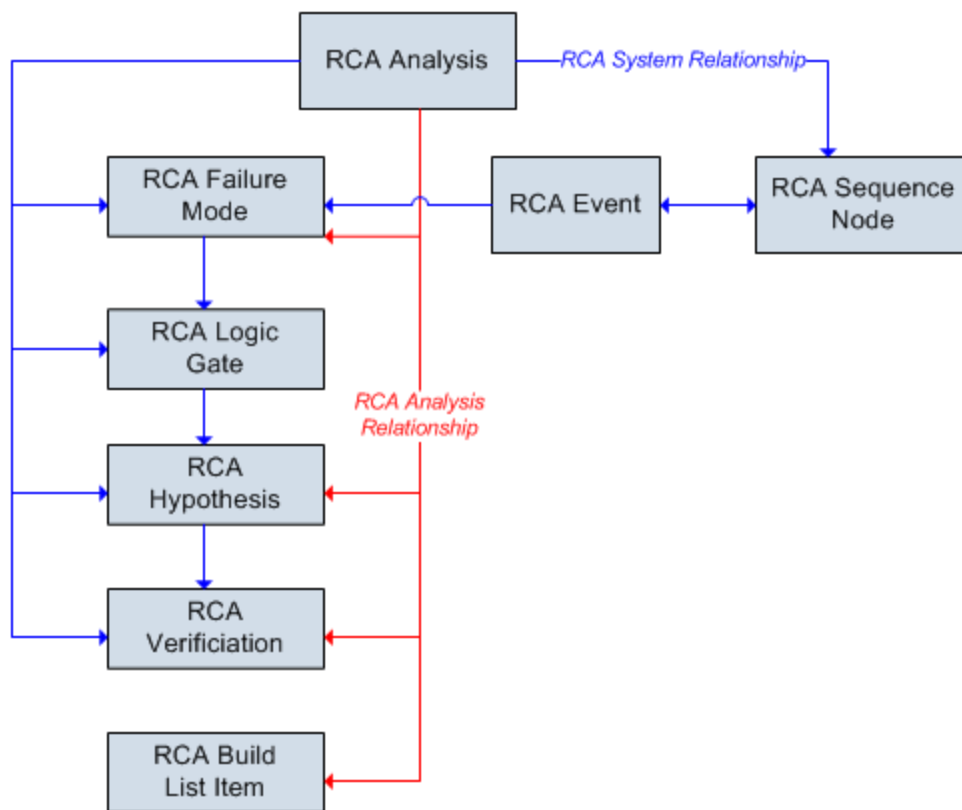 RCA Analysis
RCA System Relationship
RCA Failure
Mode
RCA Event
RCA Sequence
Node
RCA Logic
Gate
RCA Analysis
Relationship
RCA
Hypothesis
RCA
Verificiation
RCA Build
List Item